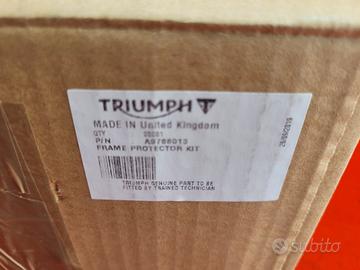 TRIUMPH
MADE IN United Kingdom
QTY 00001
P/N A9788013
FRAME PROTECTOR KIT
TRIUMPH GENUINE PART TO BE
FITTED BY TRAINED TECHNICIAN
subito